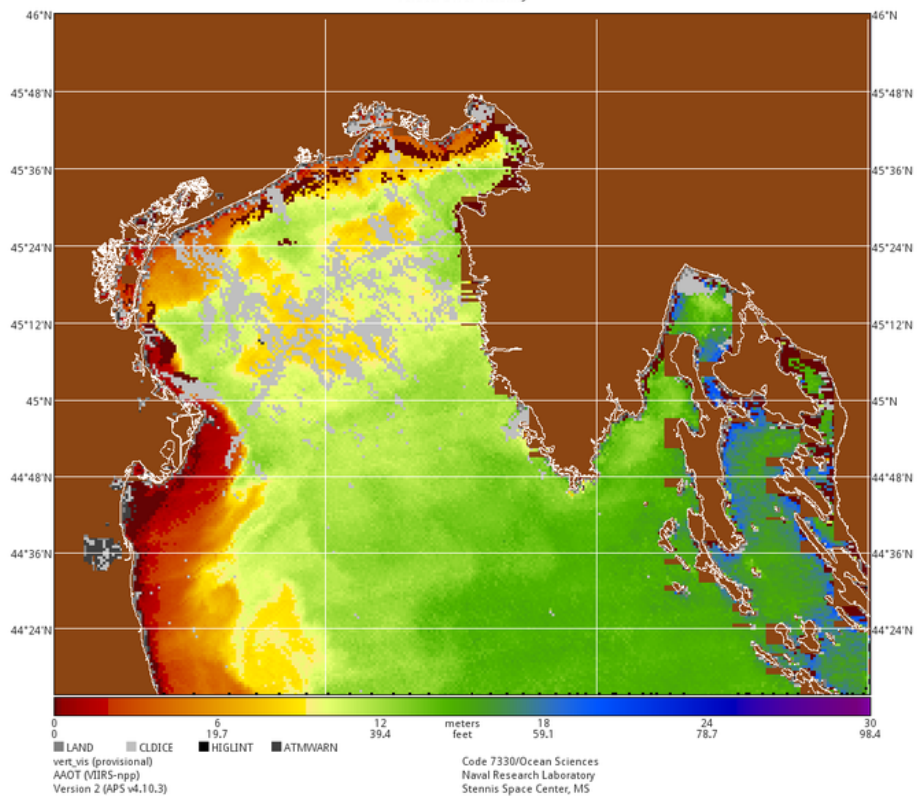 46°N 46°N
45°48'N 45°48'N
45°36'N 45°36'N
45°24'N 45°24'N
45°12'N 45°12'N
45°N 45°N
44°48'N 44°48'N
44°36'N 44°36'N
44°24'N 44°24'N
0 6 12 meters 18 24 30
0 19.7 39.4 feet 59.1 78.7 98.4
LAND CLDICE HIGLINT ATMWARN
vert_vis (provisional) Code 7330/Ocean Sciences
AAOT (VIIRS-npp) Naval Research Laboratory
Version 2 (APS v4.10.3) Stennis Space Center, MS